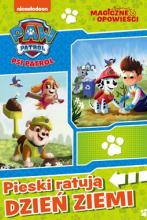 nickelodeon
MAGICZNE
OPOWIEŚCI
PAW
PATROL
PSI PATROL
Pieski ratują
DZIEŃ ZIEMI